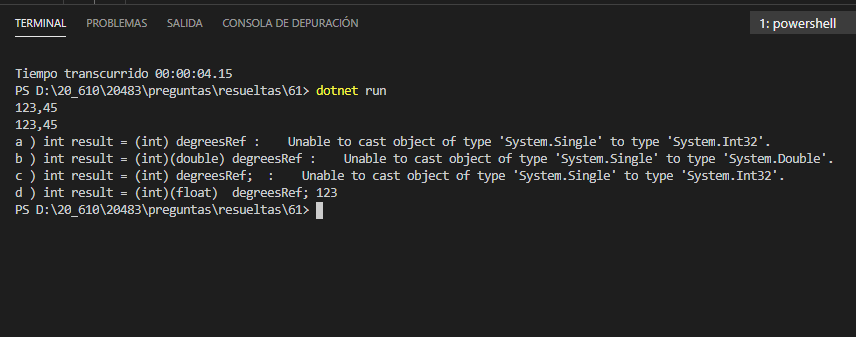 TERMINAL PROBLEMAS SALIDA CONSOLA DE DEPURACIÓN 1: powershell
Tiempo transcurrido 00:00:04.15
PS D:\20_610\20483\preguntas\resueltas\61> dotnet run
123,45
123,45
a ) int result = (int) degreesRef :   Unable to cast object of type 'System.Single' to type 'System.Int32'.
b ) int result = (int)(double) degreesRef :   Unable to cast object of type 'System.Single' to type 'System.Double'.
c ) int result = (int) degreesRef;  :   Unable to cast object of type 'System.Single' to type 'System.Int32'.
d ) int result = (int)(float)  degreesRef; 123
PS D:\20_610\20483\preguntas\resueltas\61>